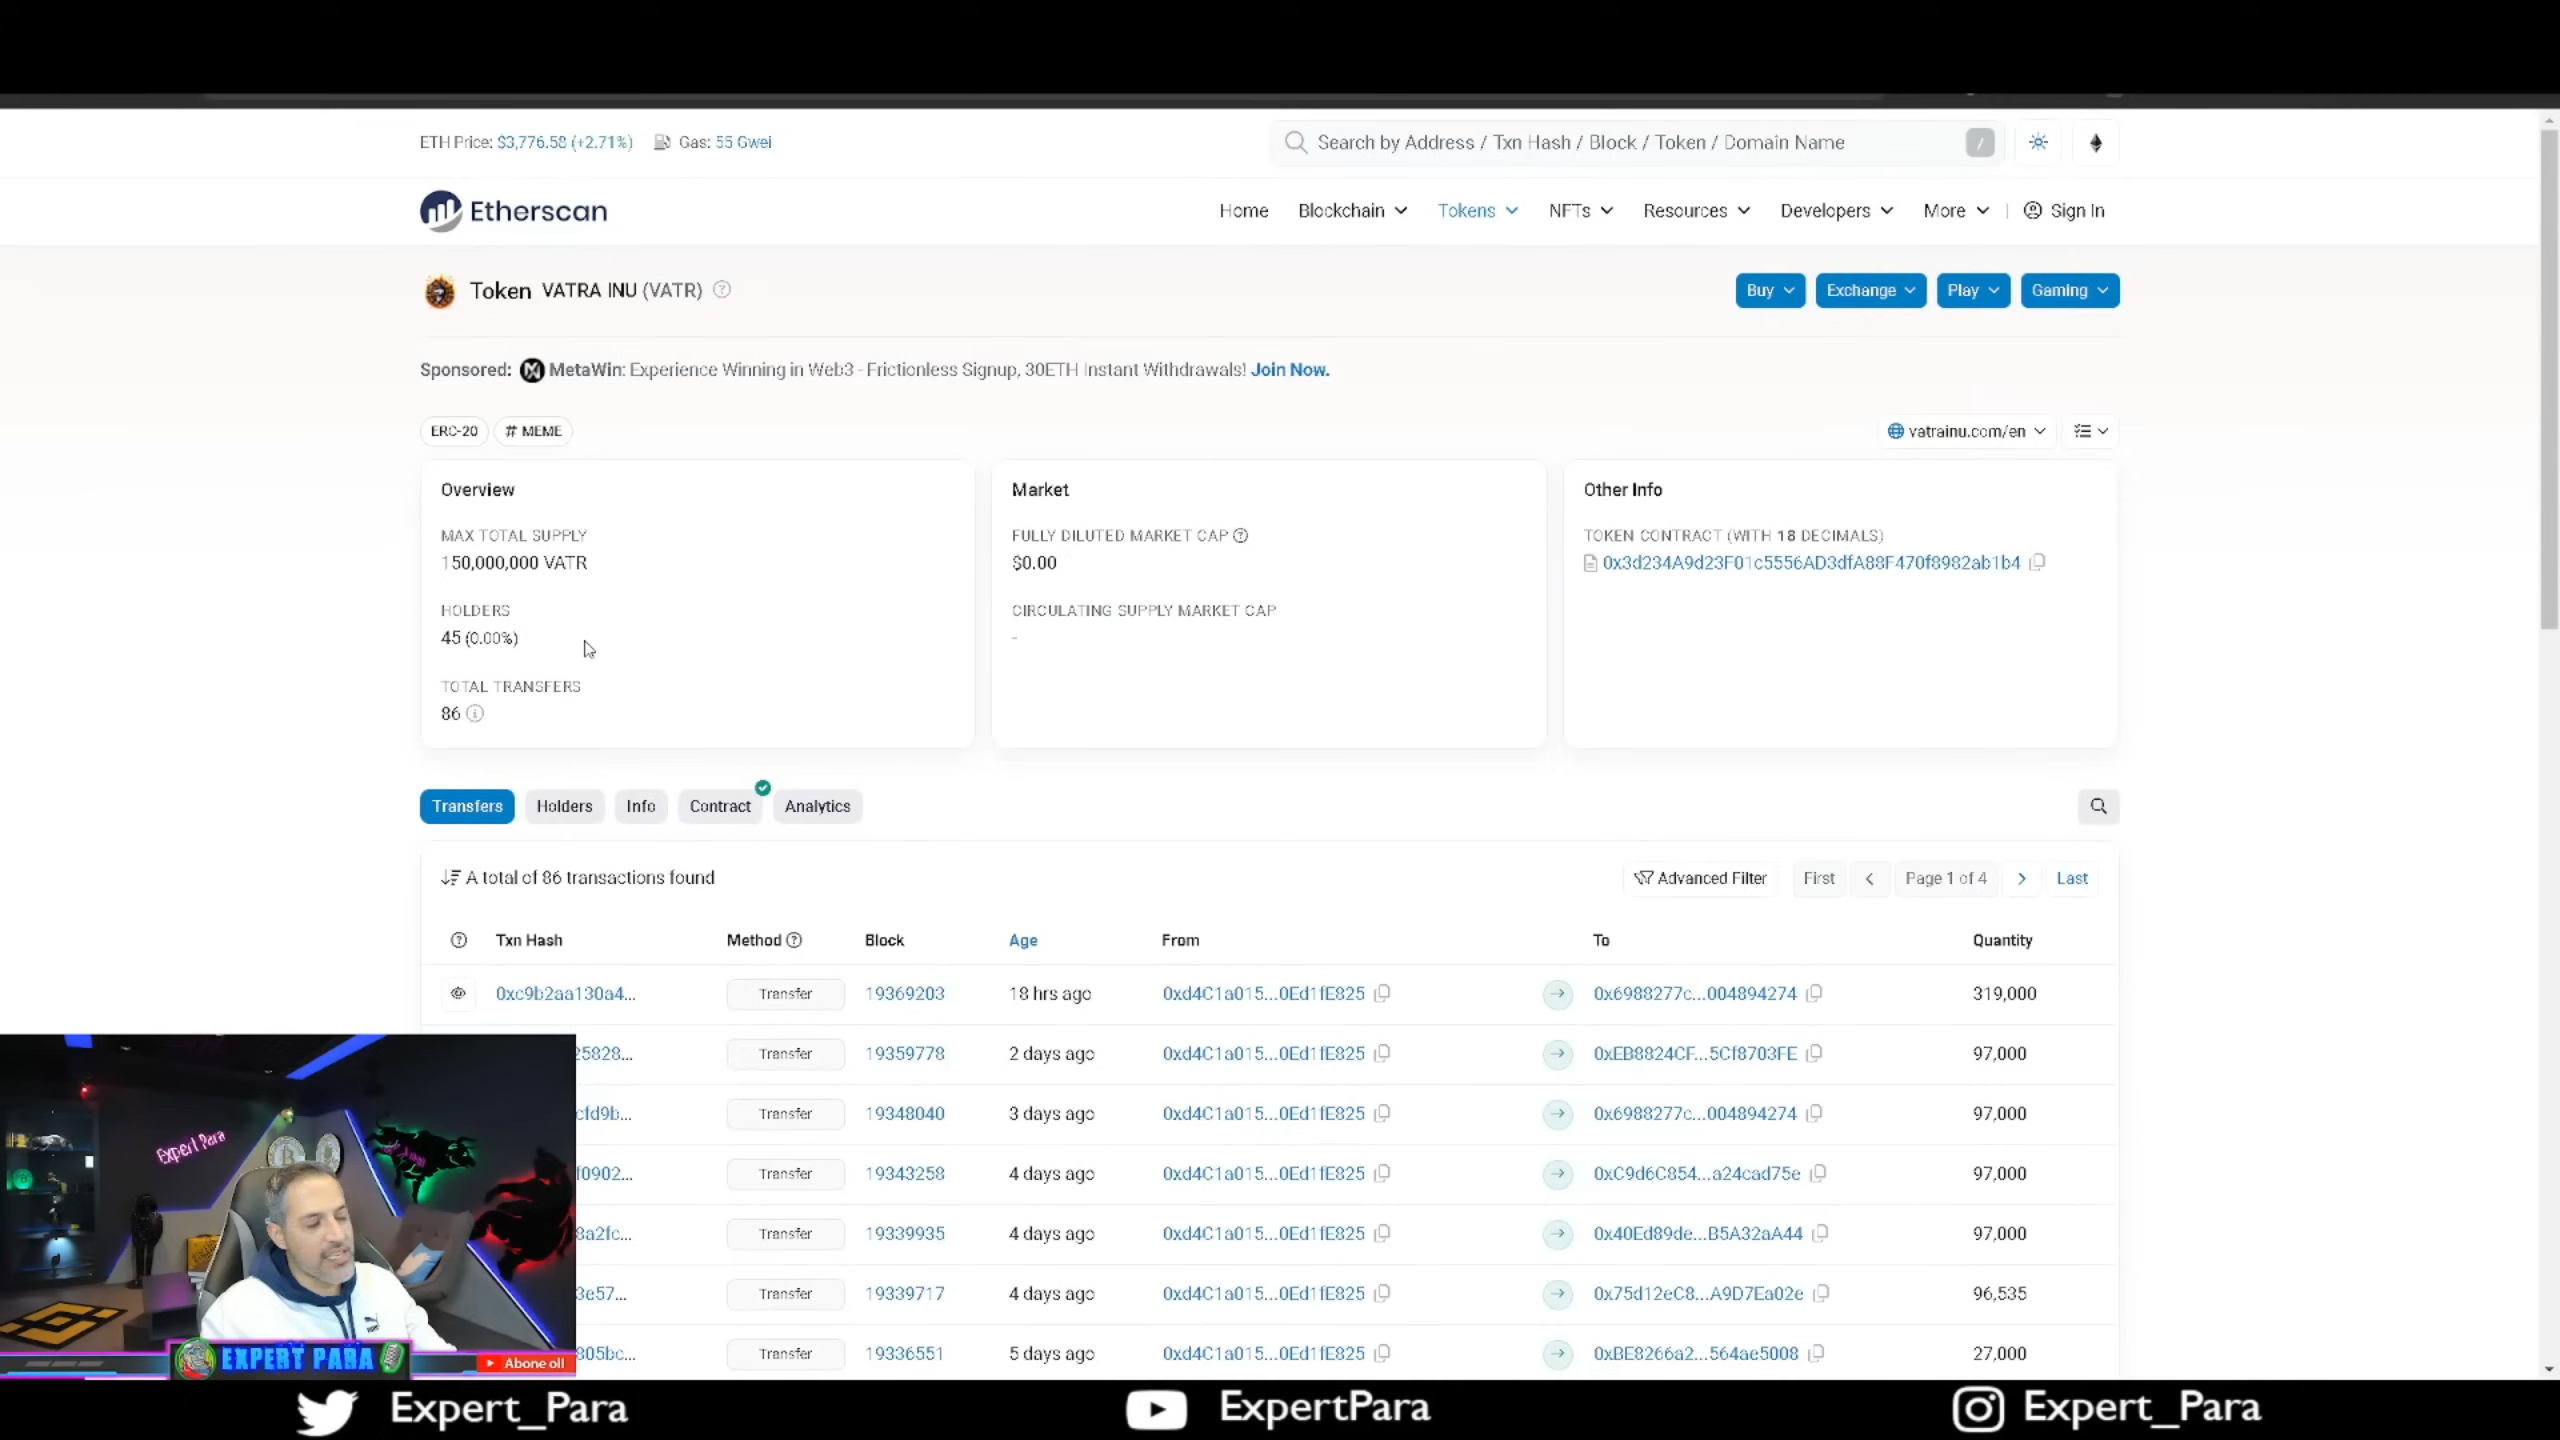 ETH Price: $3,776.58 (+2.71%) Gas: 55 Gwei
Search by Address / Txn Hash / Block / Token / Domain Name /
Etherscan
Home Blockchain Tokens NFTs Resources Developers More | Sign In
Token VATRA INU (VATR)
Buy Exchange Play Gaming
Sponsored: MetaWin: Experience Winning in Web3 - Frictionless Signup, 30ETH Instant Withdrawals! Join Now.
ERC-20 # MEME
vatrainu.com/en
Overview
MAX TOTAL SUPPLY
150,000,000 VATR
HOLDERS
45 (0.00%)
TOTAL TRANSFERS
86
Market
FULLY DILUTED MARKET CAP
$0.00
CIRCULATING SUPPLY MARKET CAP
-
Other Info
TOKEN CONTRACT (WITH 18 DECIMALS)
0x3d234A9d23F01c5556AD3dfA88F470f8982ab1b4
Transfers Holders Info Contract Analytics
A total of 86 transactions found
Advanced Filter First Page 1 of 4 Last
Txn Hash Method Block Age From To Quantity
0xc9b2aa130a4... Transfer 19369203 18 hrs ago 0xd4C1a015...0Ed1fE825 0x6988277c...004894274 319,000
25828... Transfer 19359778 2 days ago 0xd4C1a015...0Ed1fE825 0xEB8824CF...5Cf8703FE 97,000
cfd9b... Transfer 19348040 3 days ago 0xd4C1a015...0Ed1fE825 0x6988277c...004894274 97,000
f0902... Transfer 19343258 4 days ago 0xd4C1a015...0Ed1fE825 0xC9d6C854...a24cad75e 97,000
8a2fc... Transfer 19339935 4 days ago 0xd4C1a015...0Ed1fE825 0x40Ed89de...B5A32aA44 97,000
3e57... Transfer 19339717 4 days ago 0xd4C1a015...0Ed1fE825 0x75d12eC8...A9D7Ea02e 96,535
805bc... Transfer 19336551 5 days ago 0xd4C1a015...0Ed1fE825 0xBE8266a2...564ae5008 27,000
Expert Para
EXPERT PARA
Abone oll
Expert_Para ExpertPara Expert_Para